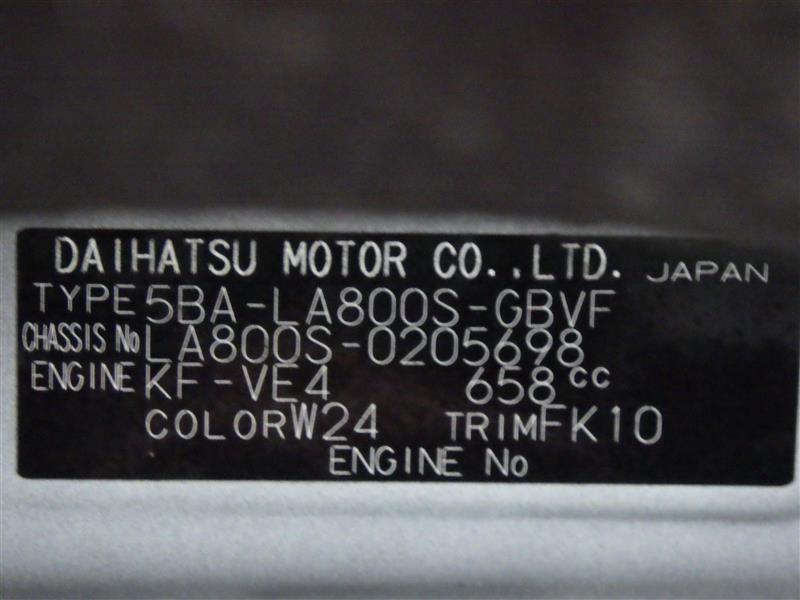 DAIHATSU MOTOR CO.,LTD. JAPAN
TYPE 5BA-LA800S-GBVF
CHASSIS No LA800S-0205698
ENGINE KF-VE4 658cc
COLOR W24 TRIM FK10
ENGINE No